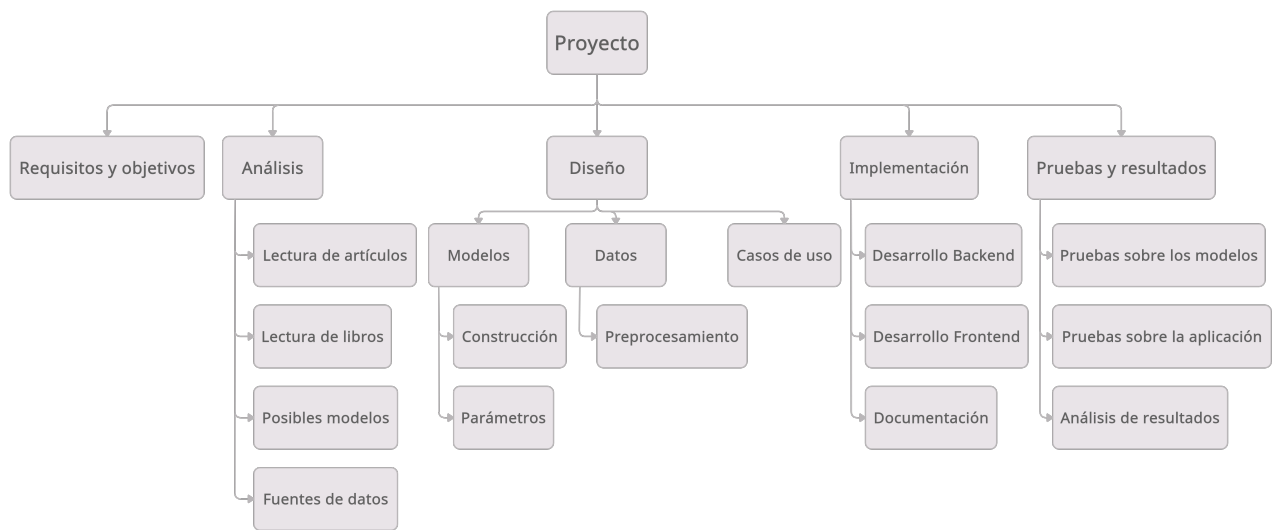 Proyecto
Requisitos y objetivos
Análisis
Diseño
Implementación
Pruebas y resultados
Lectura de artículos
Modelos
Datos
Casos de uso
Desarrollo Backend
Pruebas sobre los modelos
Lectura de libros
Construcción
Preprocesamiento
Desarrollo Frontend
Pruebas sobre la aplicación
Posibles modelos
Parámetros
Documentación
Análisis de resultados
Fuentes de datos